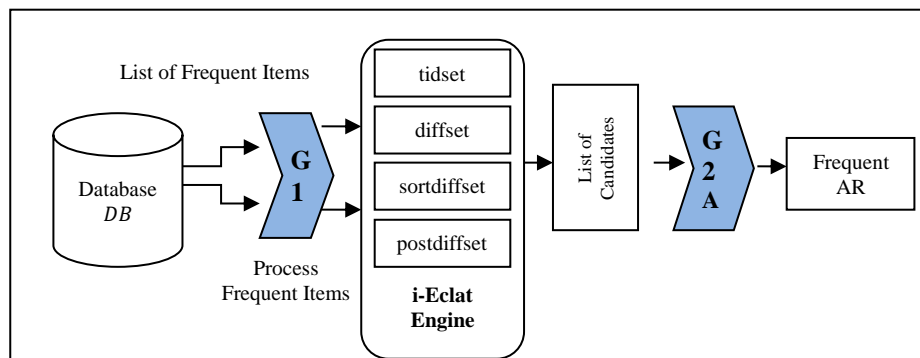 List of Frequent Items
Database
DB
G
1
Process
Frequent Items
tidset
diffset
sortdiffset
postdiffset
i-Eclat
Engine
List of
Candidates
G
2
A
Frequent
AR